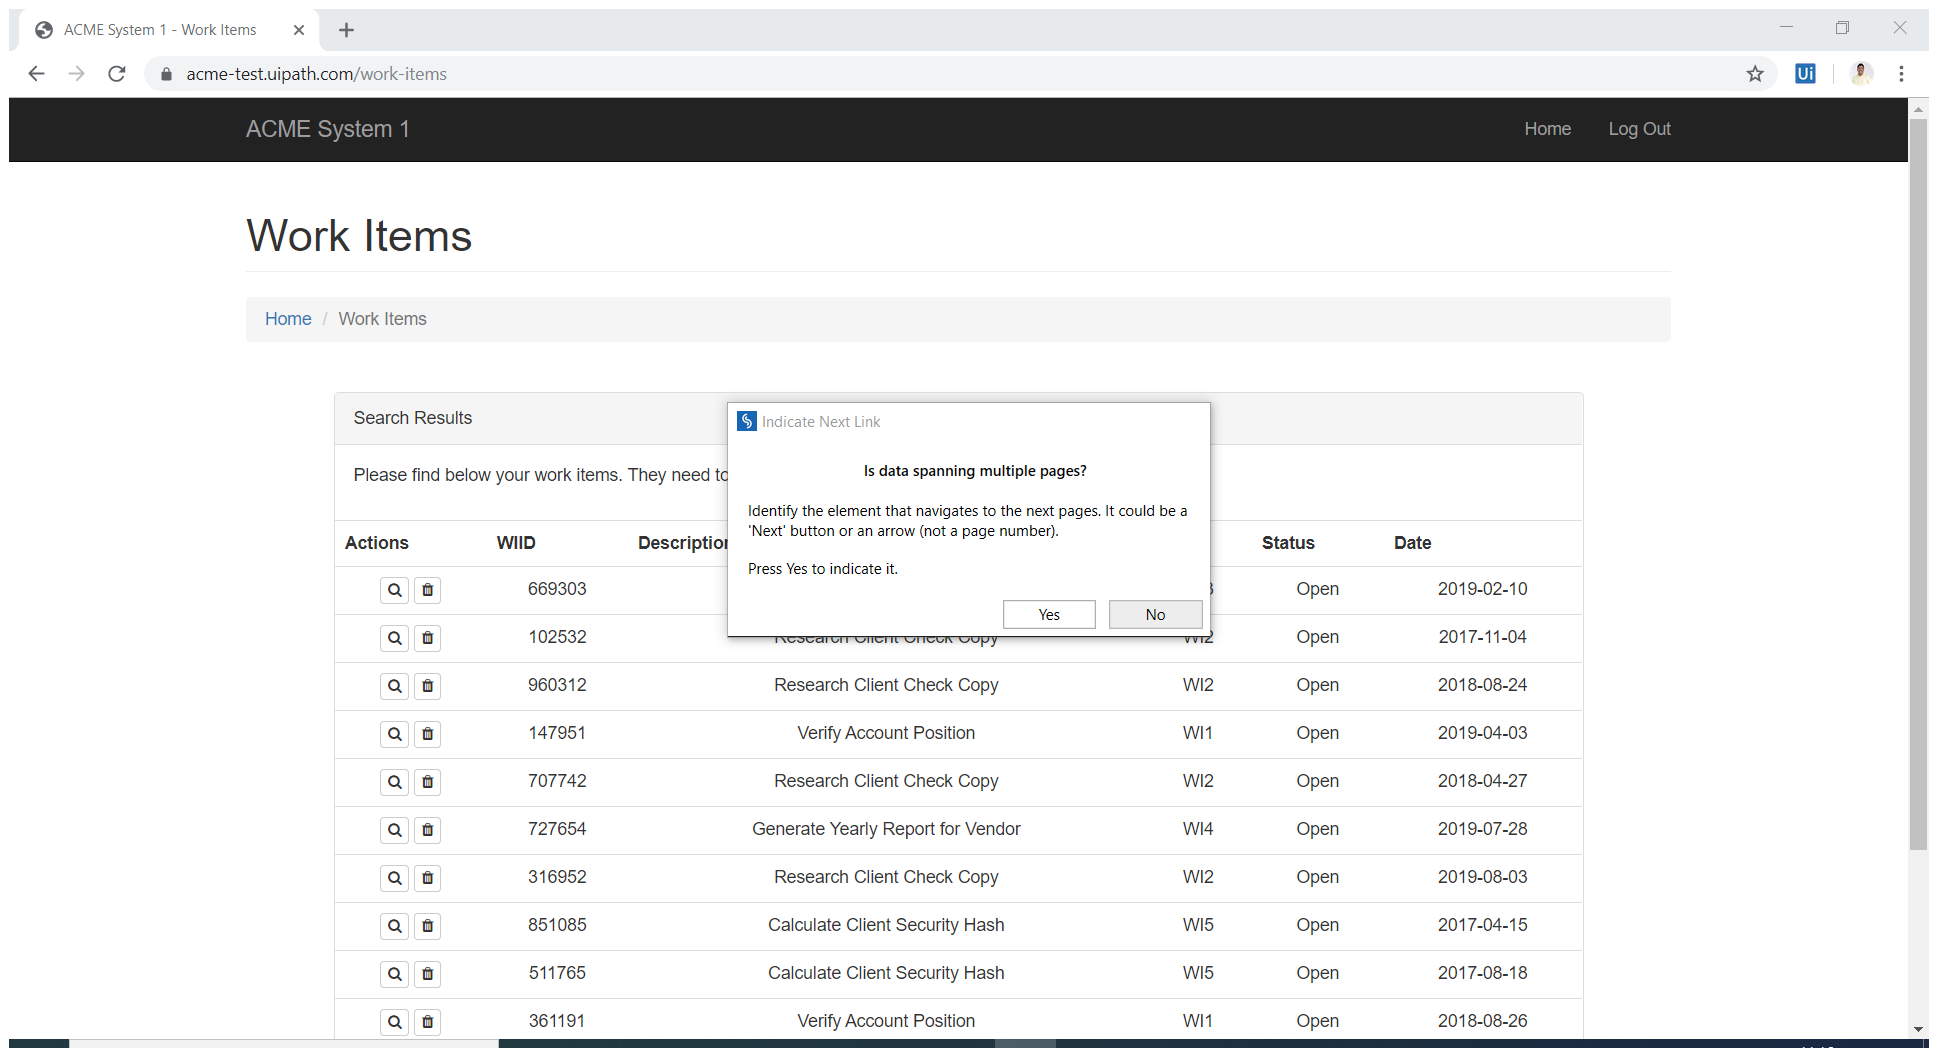 ACME System 1 - Work Items
acme-test.uipath.com/work-items
Ui
ACME System 1
Home
Log Out
Work Items
Home / Work Items
Search Results
Please find below your work items. They need to
Indicate Next Link
Is data spanning multiple pages?
Identify the element that navigates to the next pages. It could be a
'Next' button or an arrow (not a page number).
Press Yes to indicate it.
Yes No
Actions WIID Description Status Date
669303 Open 2019-02-10
102532 Research Client Check Copy WI2 Open 2017-11-04
960312 Research Client Check Copy WI2 Open 2018-08-24
147951 Verify Account Position WI1 Open 2019-04-03
707742 Research Client Check Copy WI2 Open 2018-04-27
727654 Generate Yearly Report for Vendor WI4 Open 2019-07-28
316952 Research Client Check Copy WI2 Open 2019-08-03
851085 Calculate Client Security Hash WI5 Open 2017-04-15
511765 Calculate Client Security Hash WI5 Open 2017-08-18
361191 Verify Account Position WI1 Open 2018-08-26